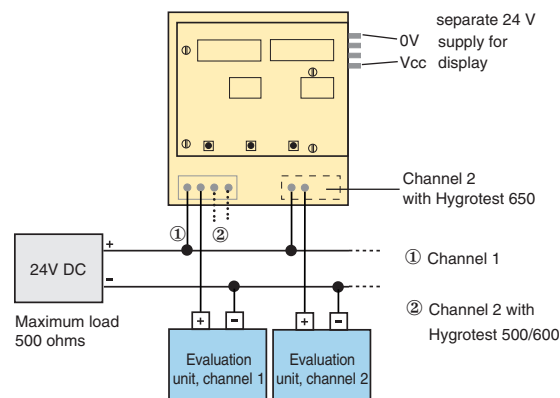 separate 24 V
0V supply for
Vcc display
Channel 2
with Hygrotest 650
① ②
+
24V DC
-
① Channel 1
Maximum load
500 ohms
② Channel 2 with
Hygrotest 500/600
+ - + -
Evaluation
unit, channel 1
Evaluation
unit, channel 2